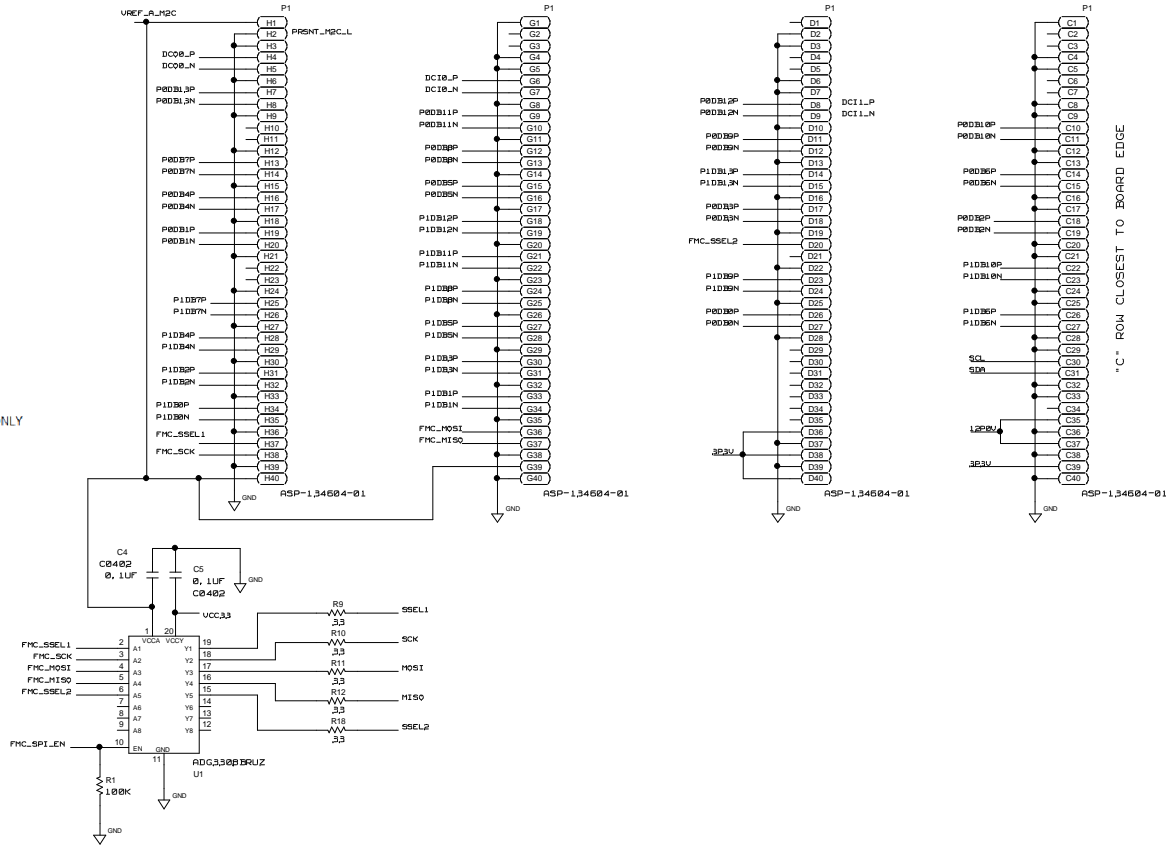 VREF_A_M2C
P1
H1
H2 PRSNT_M2C_L
H3
DCO0_P H4
DCO0_N H5
H6
P0DB13P H7
P0DB13N H8
H9
H10
H11
H12
P0DB7P H13
P0DB7N H14
H15
P0DB4P H16
P0DB4N H17
H18
P0DB1P H19
P0DB1N H20
H21
H22
H23
H24
P1DB7P H25
P1DB7N H26
H27
P1DB4P H28
P1DB4N H29
H30
P1DB2P H31
P1DB2N H32
H33
P1DB0P H34
P1DB0N H35
H36
FMC_SSEL1 H37
FMC_SCK H38
H39
H40
ASP-134604-01
GND
P1
G1
G2
G3
G4
G5
DCI0_P G6
DCI0_N G7
G8
P0DB11P G9
P0DB11N G10
G11
P0DB8P G12
P0DB8N G13
G14
P0DB5P G15
P0DB5N G16
G17
P1DB12P G18
P1DB12N G19
G20
P1DB11P G21
P1DB11N G22
G23
P1DB8P G24
P1DB8N G25
G26
P1DB5P G27
P1DB5N G28
G29
P1DB3P G30
P1DB3N G31
G32
P1DB1P G33
P1DB1N G34
G35
FMC_MOSI G36
FMC_MISO G37
G38
G39
G40
ASP-134604-01
GND
P1
D1
D2
D3
D4
D5
D6
D7
P0DB12P D8 DCI1_P
P0DB12N D9 DCI1_N
D10
P0DB9P D11
P0DB9N D12
D13
P1DB13P D14
P1DB13N D15
D16
P0DB3P D17
P0DB3N D18
D19
FMC_SSEL2 D20
D21
D22
P1DB9P D23
P1DB9N D24
D25
P0DB0P D26
P0DB0N D27
D28
D29
D30
D31
D32
D33
D34
D35
D36
D37
3P3V D38
D39
D40
ASP-134604-01
GND
P1
C1
C2
C3
C4
C5
C6
C7
C8
C9
P0DB10P C10
P0DB10N C11
C12
C13
P0DB6P C14
P0DB6N C15
C16
C17
P0DB2P C18
P0DB2N C19
C20
C21
P1DB10P C22
P1DB10N C23
C24
C25
P1DB6P C26
P1DB6N C27
C28
C29
SCL C30
SDA C31
C32
C33
C34
C35
12P0V C36
C37
C38
3P3V C39
C40
ASP-134604-01
GND
"C" ROW CLOSEST TO BOARD EDGE
NLY
C4
C0402
0.1UF
C5
0.1UF
C0402
GND
VCC33
1 20
VCCA VCCY
FMC_SSEL1 2 A1 Y1 19
FMC_SCK 3 A2 Y2 18
FMC_MOSI 4 A3 Y3 17
FMC_MISO 5 A4 Y4 16
FMC_SSEL2 6 A5 Y5 15
7 A6 Y6 14
8 A7 Y7 13
9 A8 Y8 12
FMC_SPI_EN 10 EN GND
11
ADG3308BRUZ
U1
R9
33
SSEL1
R10
33
SCK
R11
33
MOSI
R12
33
MISO
R18
33
SSEL2
R1
100K
GND
GND